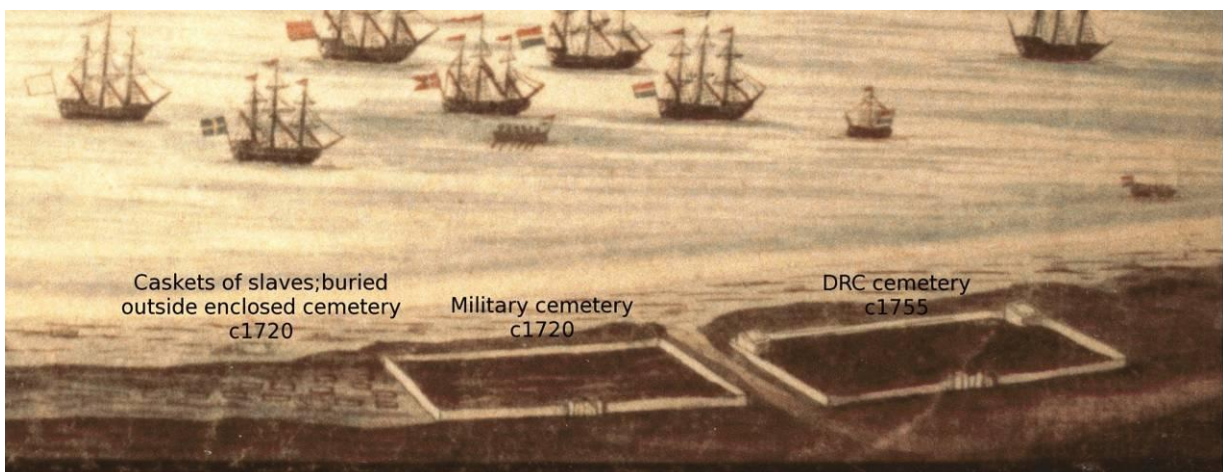 Caskets of slaves;buried
outside enclosed cemetery
c1720
Military cemetery
c1720
DRC cemetery
c1755